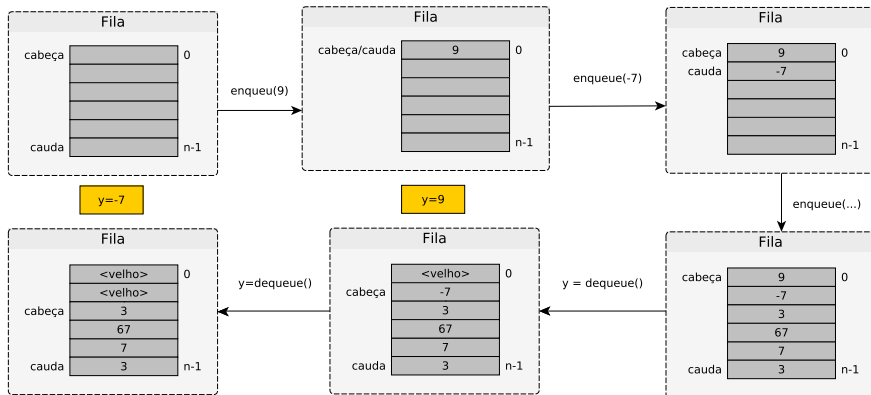 Fila
cabeça 0
cauda n-1
enqueu(9)
Fila
cabeça/cauda 9 0
n-1
enqueue(-7)
Fila
cabeça 9 0
cauda -7
n-1
enqueue(...)
y=-7
y=9
Fila
<velho> 0
<velho>
cabeça 3
67
7
cauda 3 n-1
y=dequeue()
Fila
<velho> 0
cabeça -7
3
67
7
cauda 3 n-1
y = dequeue()
Fila
cabeça 9 0
-7
3
67
7
cauda 3 n-1